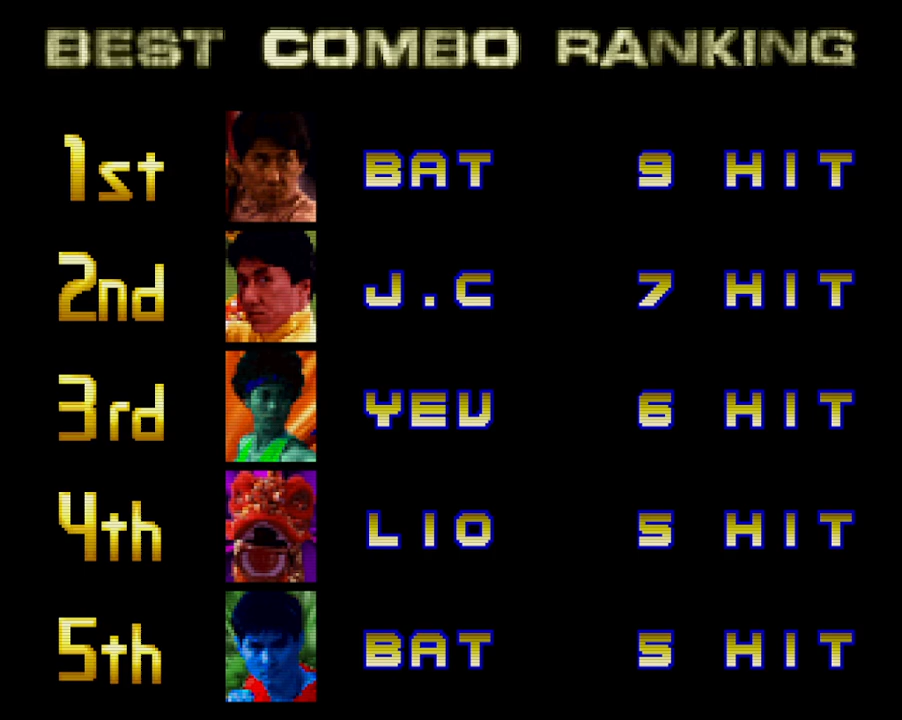 BEST COMBO RANKING
1st BAT 9 HIT
2nd J.C 7 HIT
3rd YEU 6 HIT
4th LIO 5 HIT
5th BAT 5 HIT